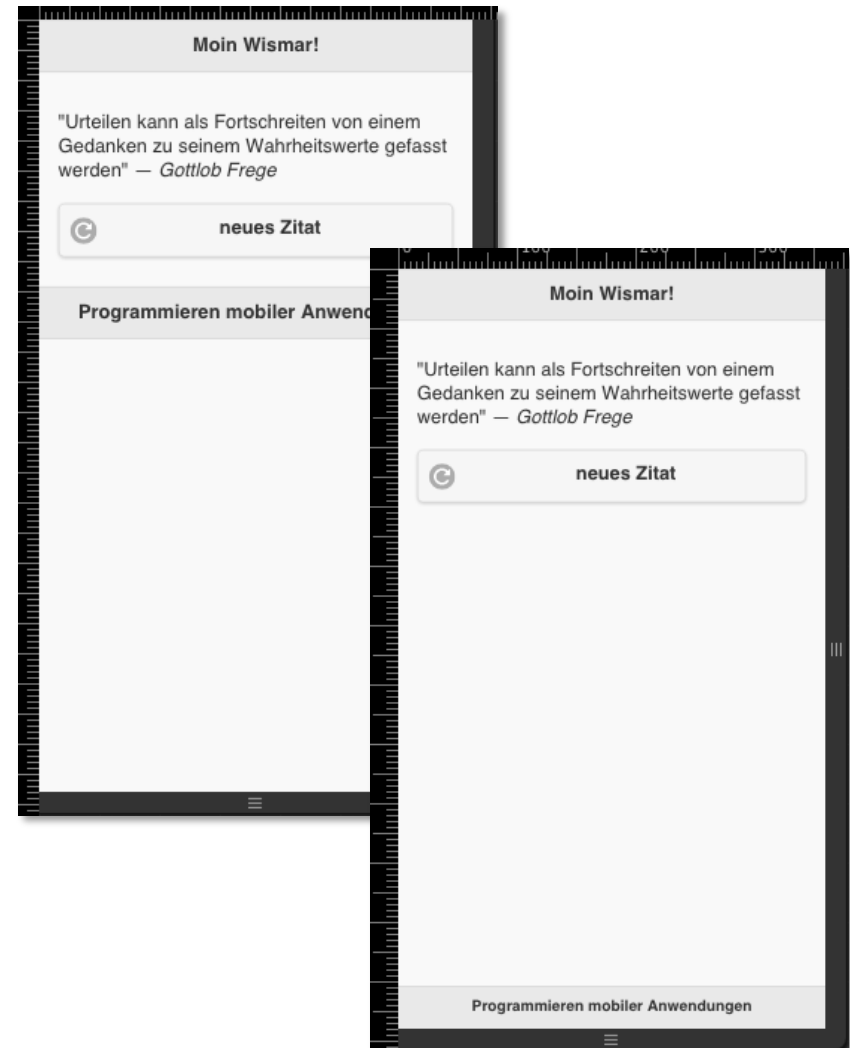 Moin Wismar!
"Urteilen kann als Fortschreiten von einem
Gedanken zu seinem Wahrheitswerte gefasst
werden" — Gottlob Frege
neues Zitat
Programmieren mobiler Anwend
Moin Wismar!
"Urteilen kann als Fortschreiten von einem
Gedanken zu seinem Wahrheitswerte gefasst
werden" — Gottlob Frege
neues Zitat
Programmieren mobiler Anwendungen